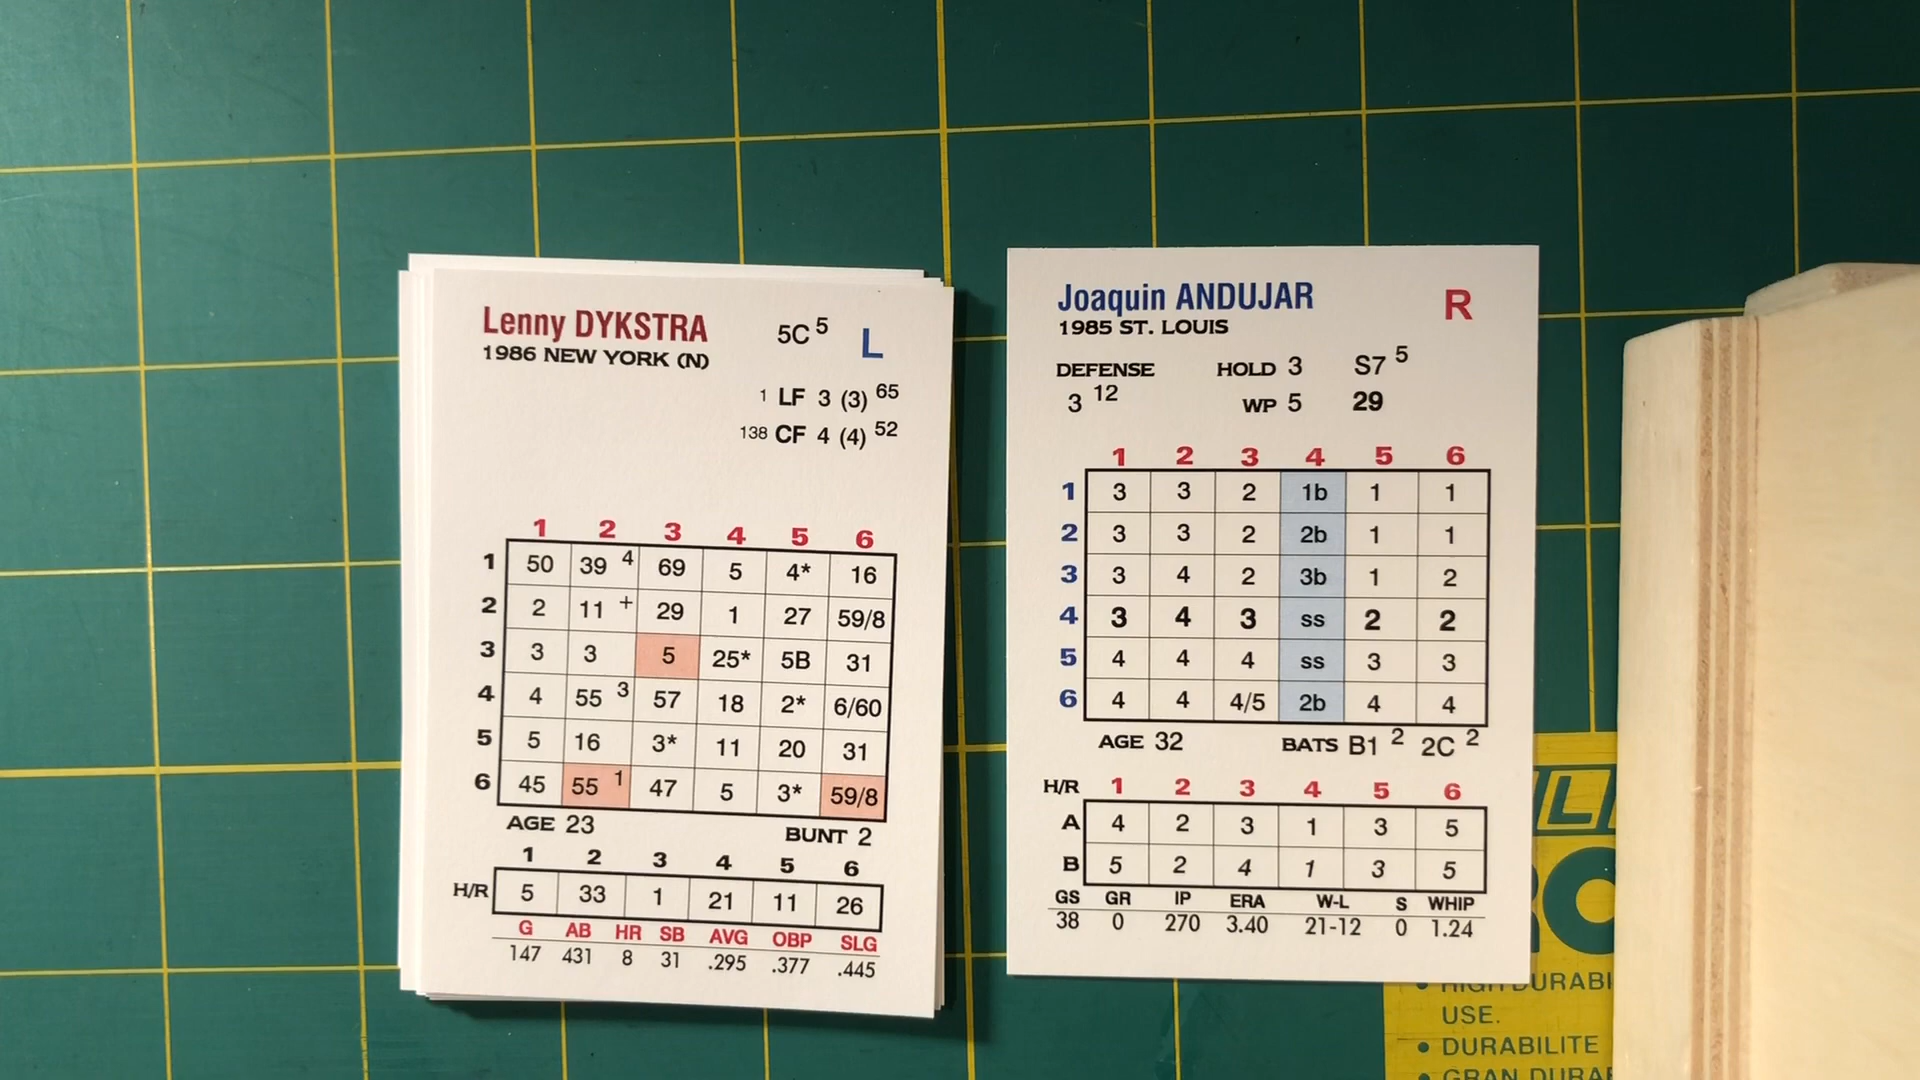 Lenny DYKSTRA 5C 5 L
1986 NEW YORK (N)
1 LF 3 (3) 65
138 CF 4 (4) 52
1 2 3 4 5 6
1 50 39 4 69 5 4* 16
2 2 11 + 29 1 27 59/8
3 3 3 5 25* 5B 31
4 4 55 3 57 18 2* 6/60
5 5 16 3* 11 20 31
6 45 55 1 47 5 3* 59/8
AGE 23 BUNT 2
1 2 3 4 5 6
H/R 5 33 1 21 11 26
G AB HR SB AVG OBP SLG
147 431 8 31 .295 .377 .445
Joaquin ANDUJAR R
1985 ST. LOUIS
DEFENSE HOLD 3 S7 5
3 12 WP 5 29
1 2 3 4 5 6
1 3 3 2 1b 1 1
2 3 3 2 2b 1 1
3 3 4 2 3b 1 2
4 3 4 3 ss 2 2
5 4 4 4 ss 3 3
6 4 4 4/5 2b 4 4
AGE 32 BATS B1 2 2C 2
H/R 1 2 3 4 5 6
A 4 2 3 1 3 5
B 5 2 4 1 3 5
GS GR IP ERA W-L S WHIP
38 0 270 3.40 21-12 0 1.24
USE.
• DURABILITE